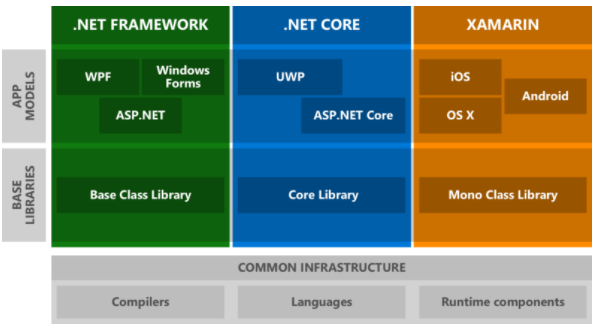 .NET FRAMEWORK
.NET CORE
XAMARIN
APP
MODELS
WPF
Windows
Forms
ASP.NET
UWP
ASP.NET Core
iOS
Android
OS X
BASE
LIBRARIES
Base Class Library
Core Library
Mono Class Library
COMMON INFRASTRUCTURE
Compilers
Languages
Runtime components